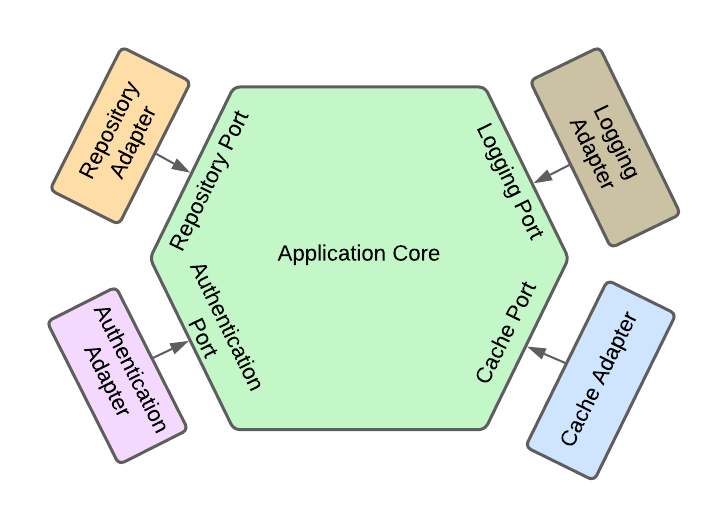 Repository
Adapter
Repository Port
Logging Port
Logging
Adapter
Application Core
Authentication
Adapter
Authentication
Port
Cache Port
Cache Adapter